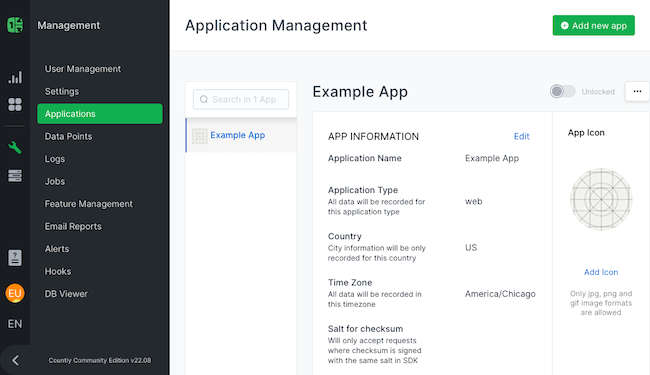 Management
User Management
Settings
Applications
Data Points
Logs
Jobs
Feature Management
Email Reports
Alerts
Hooks
DB Viewer
EU
EN
Countly Community Edition v22.08
Application Management
Add new app
Search in 1 App
Example App
Example App
Unlocked
APP INFORMATION
Edit
Application Name
Example App
Application Type
All data will be recorded for
this application type
web
Country
City information will be only
recorded for this country
US
Time Zone
All data will be recorded in
this timezone
America/Chicago
Salt for checksum
Will only accept requests
where checksum is signed
with the same salt in SDK
App Icon
Add Icon
Only jpg, png and
gif image formats
are allowed